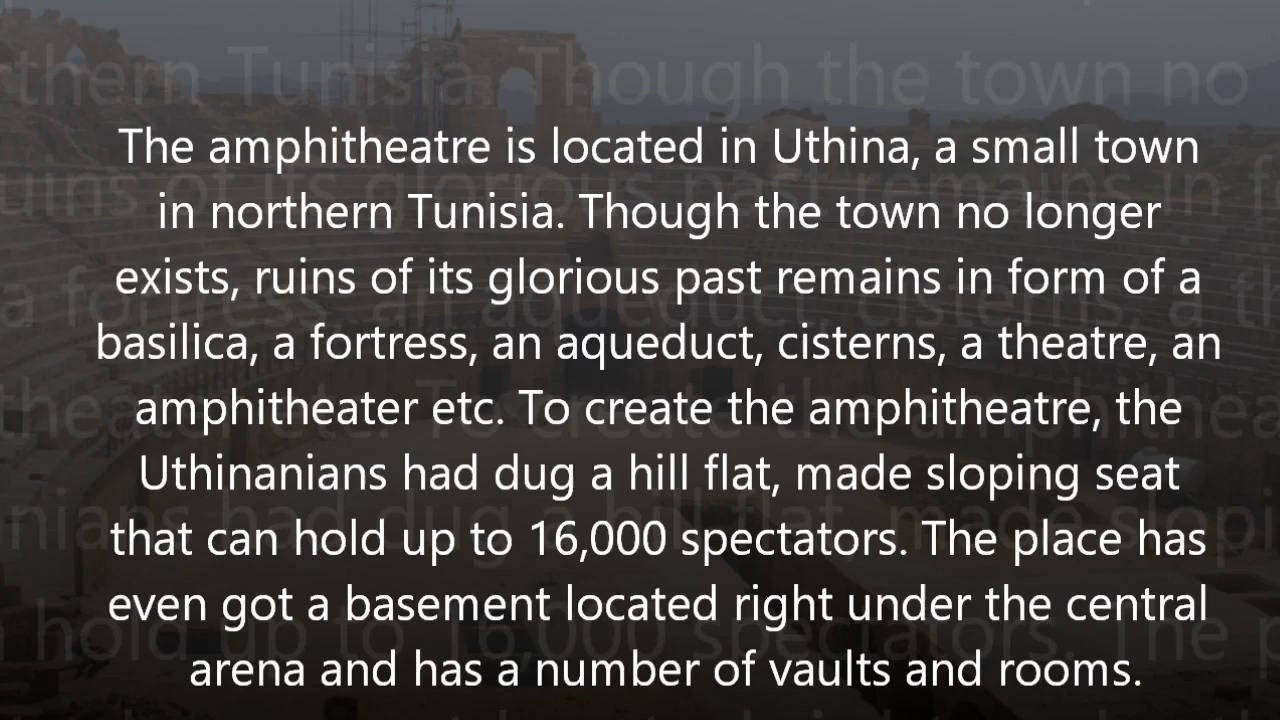 The amphitheatre is located in Uthina, a small town
in northern Tunisia. Though the town no longer
exists, ruins of its glorious past remains in form of a
basilica, a fortress, an aqueduct, cisterns, a theatre, an
amphitheater etc. To create the amphitheatre, the
Uthinanians had dug a hill flat, made sloping seat
that can hold up to 16,000 spectators. The place has
even got a basement located right under the central
arena and has a number of vaults and rooms.